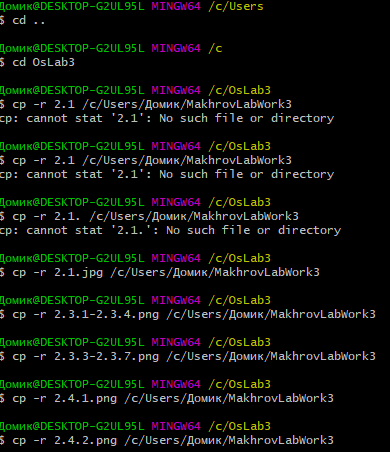 Домик@DESKTOP-G2UL95L MINGW64 /c/Users
$ cd ..
Домик@DESKTOP-G2UL95L MINGW64 /c
$ cd OsLab3
Домик@DESKTOP-G2UL95L MINGW64 /c/OsLab3
$ cp -r 2.1 /c/Users/Домик/MakhrovLabWork3
cp: cannot stat '2.1': No such file or directory
Домик@DESKTOP-G2UL95L MINGW64 /c/OsLab3
$ cp -r 2.1 /c/Users/Домик/MakhrovLabWork3
cp: cannot stat '2.1': No such file or directory
Домик@DESKTOP-G2UL95L MINGW64 /c/OsLab3
$ cp -r 2.1. /c/Users/Домик/MakhrovLabWork3
cp: cannot stat '2.1.': No such file or directory
Домик@DESKTOP-G2UL95L MINGW64 /c/OsLab3
$ cp -r 2.1.jpg /c/Users/Домик/MakhrovLabWork3
Домик@DESKTOP-G2UL95L MINGW64 /c/OsLab3
$ cp -r 2.3.1-2.3.4.png /c/Users/Домик/MakhrovLabWork3
Домик@DESKTOP-G2UL95L MINGW64 /c/OsLab3
$ cp -r 2.3.3-2.3.7.png /c/Users/Домик/MakhrovLabWork3
Домик@DESKTOP-G2UL95L MINGW64 /c/OsLab3
$ cp -r 2.4.1.png /c/Users/Домик/MakhrovLabWork3
Домик@DESKTOP-G2UL95L MINGW64 /c/OsLab3
$ cp -r 2.4.2.png /c/Users/Домик/MakhrovLabWork3